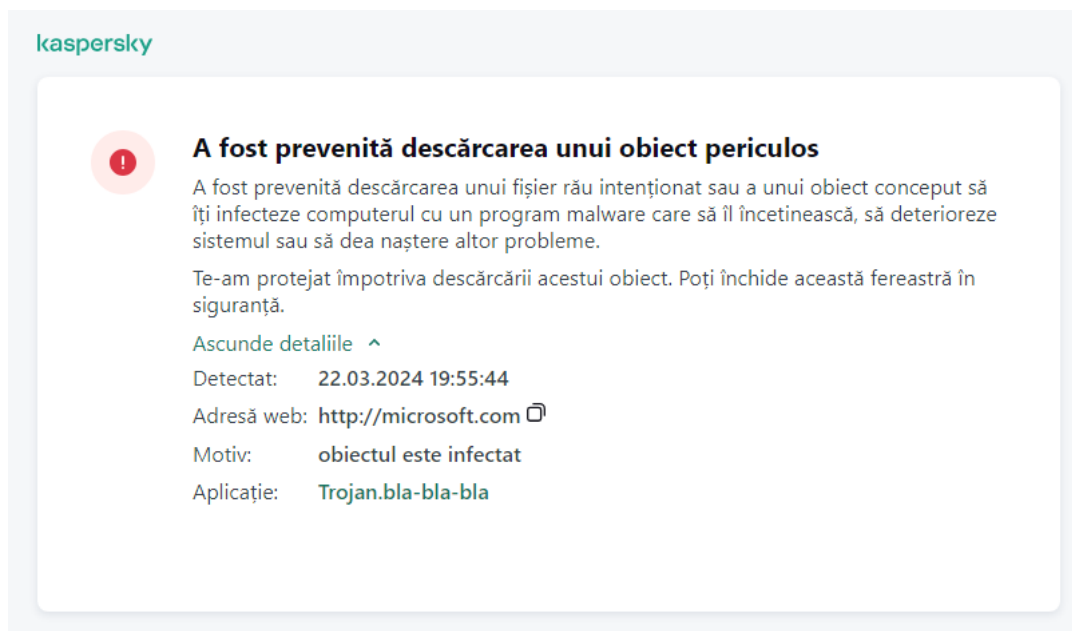 kaspersky
A fost prevenită descărcarea unui obiect periculos
A fost prevenită descărcarea unui fișier rău intenționat sau a unui obiect conceput să
îți infecteze computerul cu un program malware care să îl încetinească, să deterioreze
sistemul sau să dea naștere altor probleme.
Te-am protejat împotriva descărcării acestui obiect. Poți închide această fereastră în
siguranță.
Ascunde detaliile
Detectat: 22.03.2024 19:55:44
Adresă web: http://microsoft.com
Motiv: obiectul este infectat
Aplicație: Trojan.bla-bla-bla